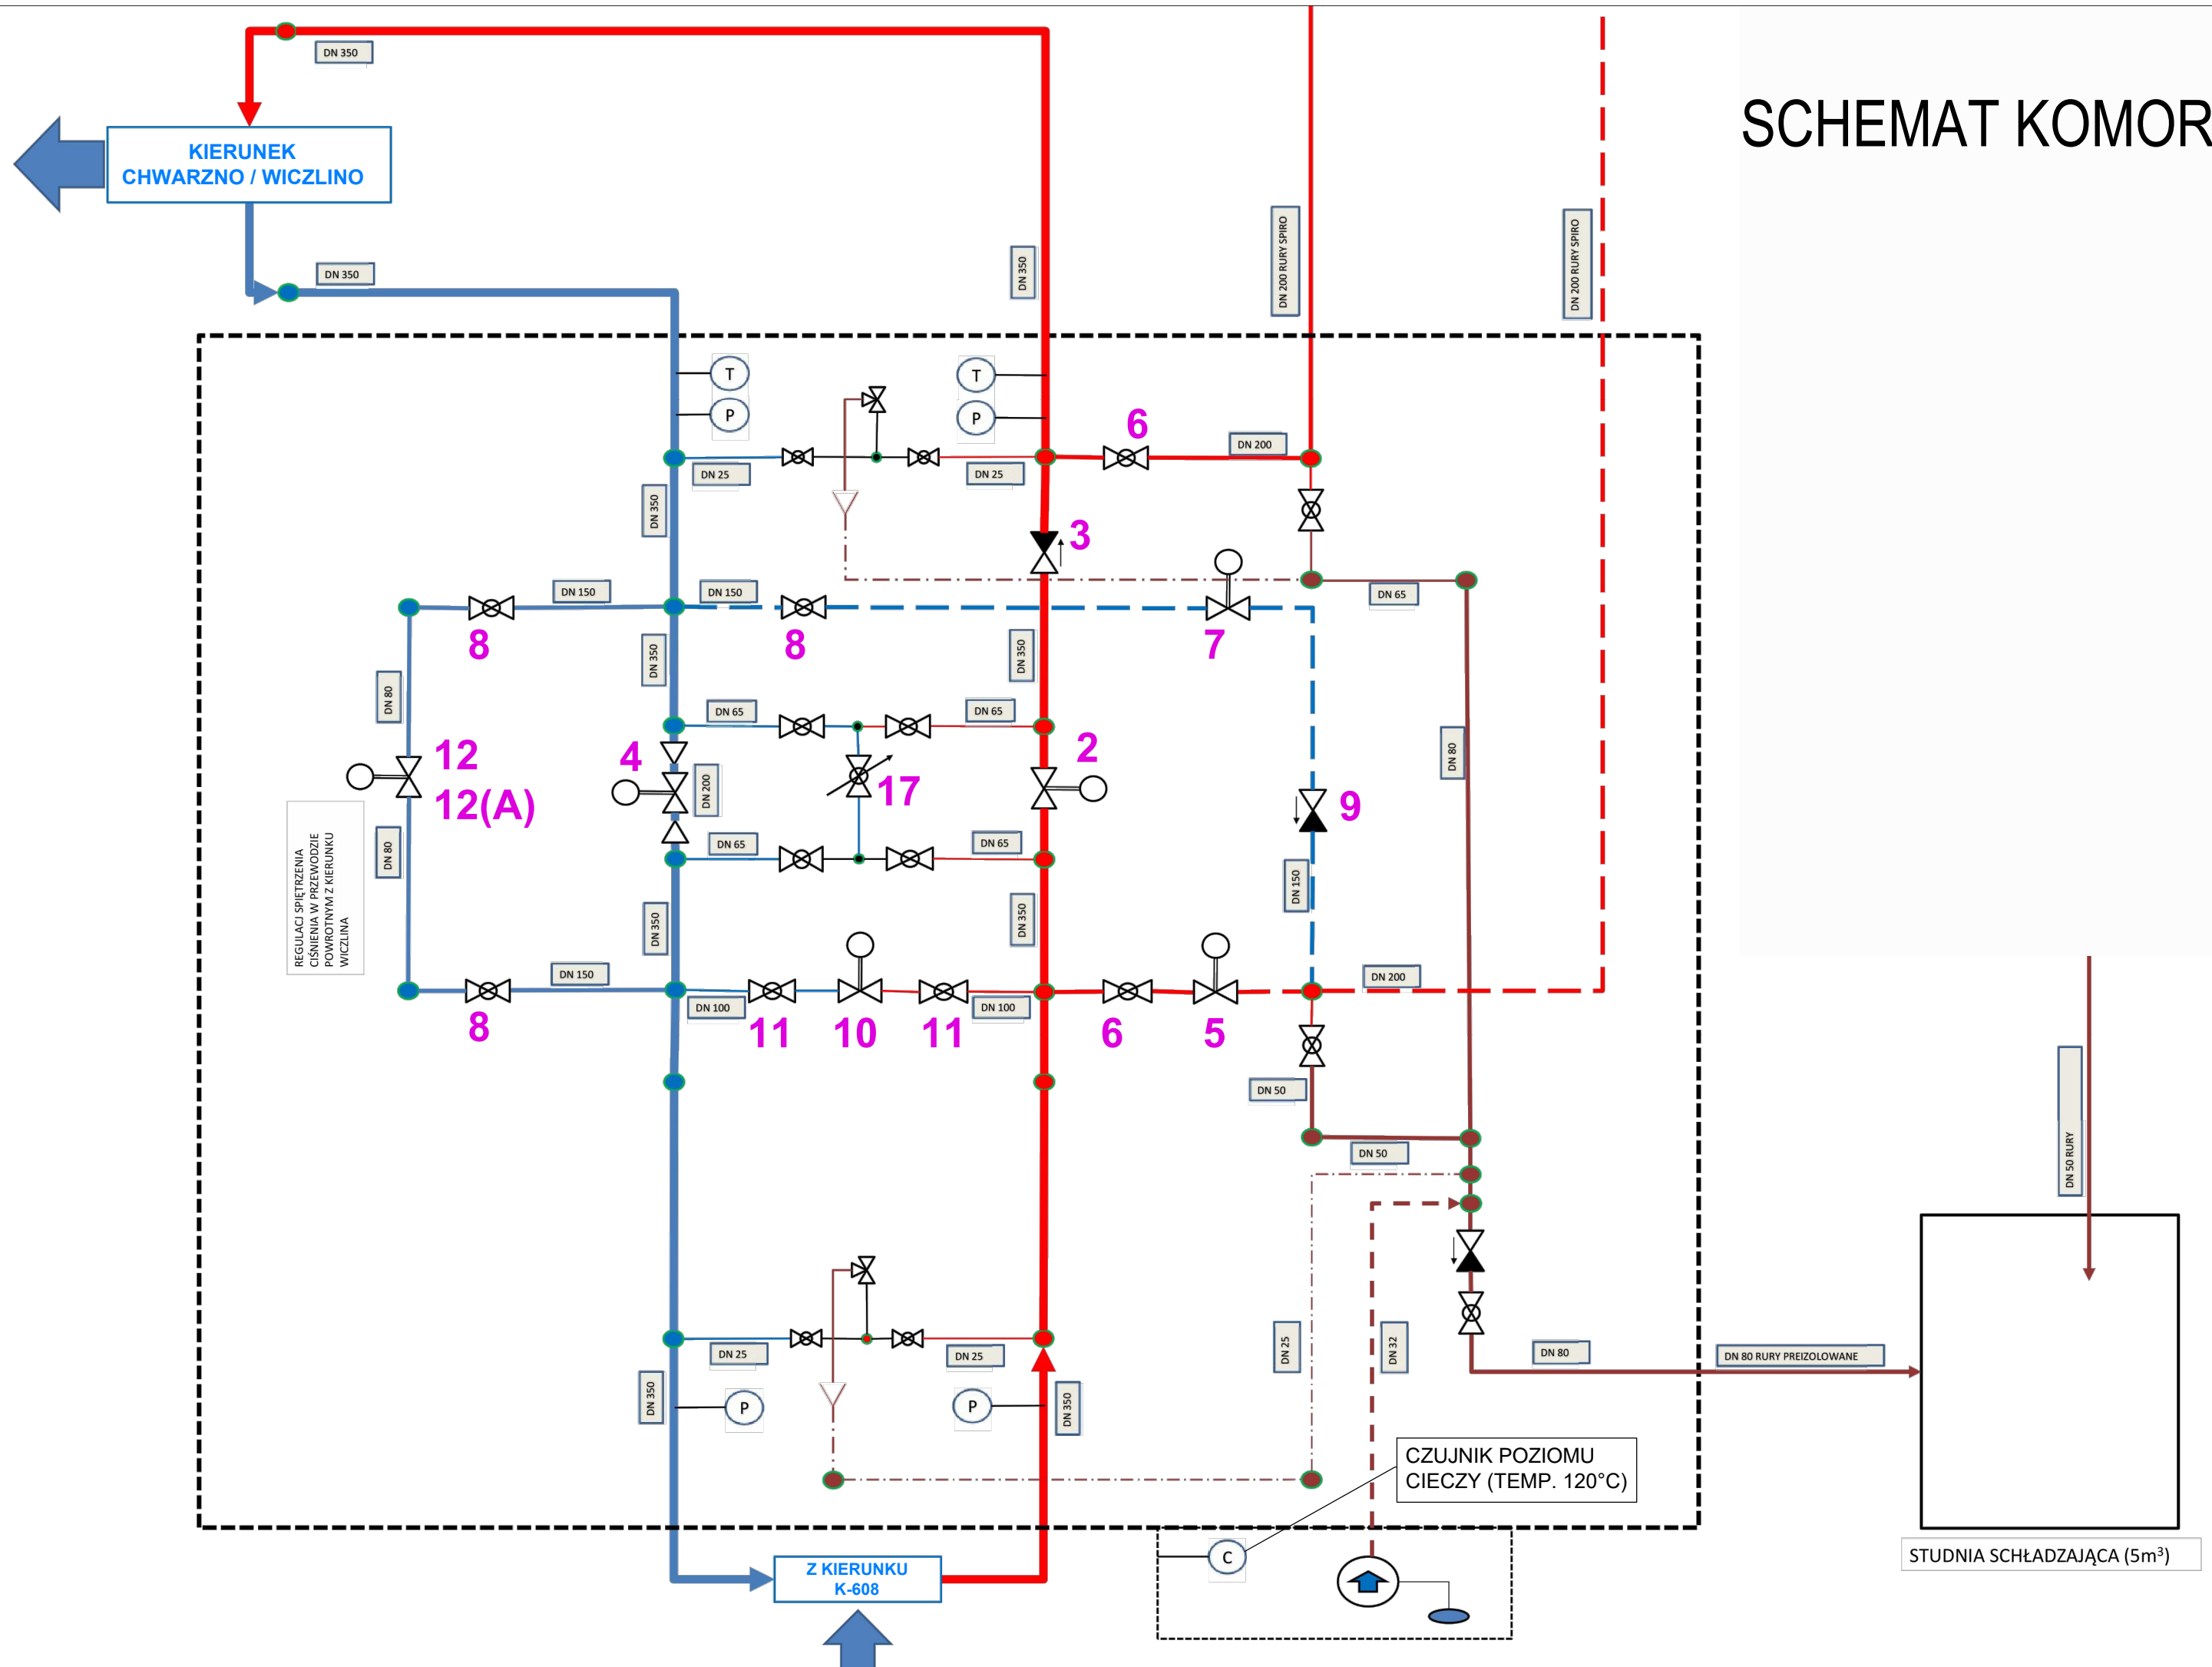 DN 350
SCHEMAT KOMOR
KIERUNEK
CHWARZNO / WICZLINO
DN 350
DN 350
DN 200 RURY SPIRO
DN 200 RURY SPIRO
T
T
P
P
6
DN 200
DN 25
DN 25
DN 350
3
DN 150
DN 150
DN 65
8
8
7
DN 350
DN 350
DN 80
DN 65
DN 65
12
12(A)
4
DN 200
17
2
DN 80
9
REGULACJ SPIĘTRZENIA
CIŚNIENIA W PRZEWODZIE
POWROTNYM Z KIERUNKU
WICZLINA
DN 80
DN 65
DN 65
DN 150
DN 350
DN 350
DN 150
DN 200
DN 100
DN 100
8
11
10
11
6
5
DN 50
DN 50
DN 50 RURY
DN 25
DN 25
DN 25
DN 32
DN 80
DN 80 RURY PREIZOLOWANE
DN 350
P
P
DN 350
CZUJNIK POZIOMU
CIECZY (TEMP. 120°C)
C
STUDNIA SCHŁADZAJĄCA (5m³)
Z KIERUNKU
K-608